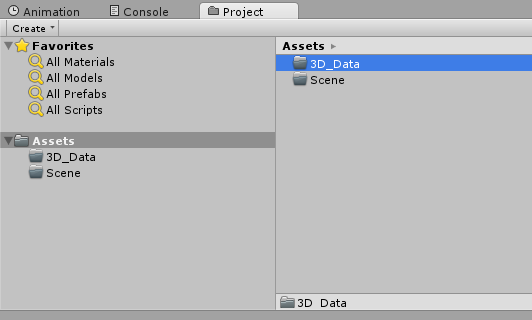 Animation Console Project
Create
Favorites
All Materials
All Models
All Prefabs
All Scripts
Assets
3D_Data
Scene
Assets
3D_Data
Scene
3D_Data